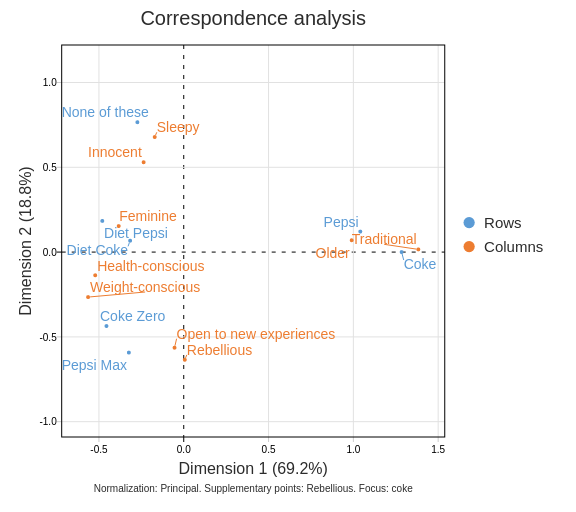 Correspondence analysis
1.0
None of these
Sleepy
Innocent
0.5
Feminine
Pepsi
Diet Pepsi
Traditional
Rows
Columns
Diet Coke
Older
0.0
Coke
Health-conscious
Weight-conscious
Coke Zero
Open to new experiences
-0.5
Rebellious
Pepsi Max
-1.0
Dimension 2 (18.8%)
-0.5
0.0
0.5
1.0
1.5
Dimension 1 (69.2%)
Normalization: Principal. Supplementary points: Rebellious. Focus: coke